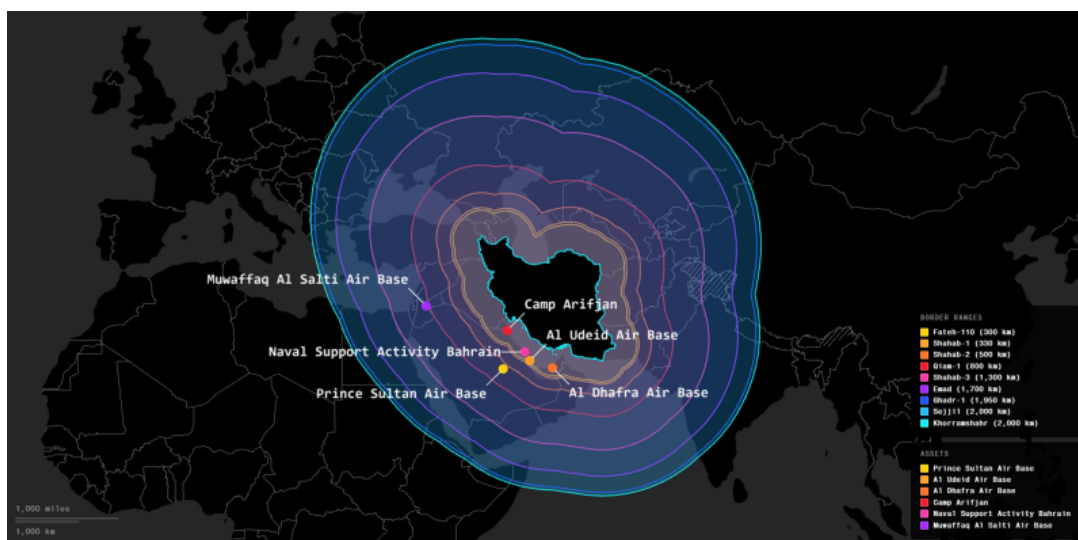 Muwaffaq Al Salti Air Base
Camp Arifjan
Al Udeid Air Base
Naval Support Activity Bahrain
Prince Sultan Air Base
Al Dhafra Air Base
BORDER RANGES
Fateh-110 (300 km)
Shahab-1 (330 km)
Shahab-2 (500 km)
Qiam-1 (800 km)
Shahab-3 (1,300 km)
Emad (1,700 km)
Ghadr-1 (1,950 km)
Sejjil (2,000 km)
Khorramshahr (2,000 km)
ASSETS
Prince Sultan Air Base
Al Udeid Air Base
Al Dhafra Air Base
Camp Arifjan
Naval Support Activity Bahrain
Muwaffaq Al Salti Air Base
1,000 miles
1,000 km